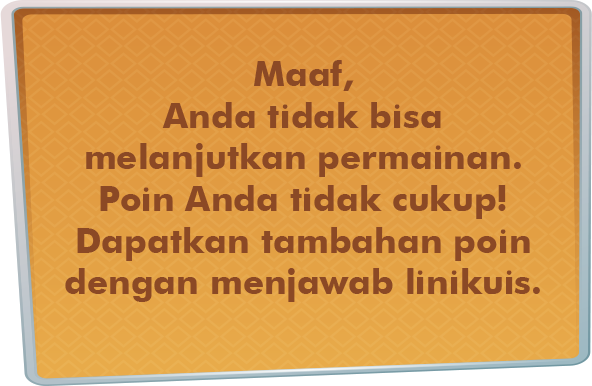 Maaf,
Anda tidak bisa
melanjutkan permainan.
Poin Anda tidak cukup!
Dapatkan tambahan poin
dengan menjawab linikuis.